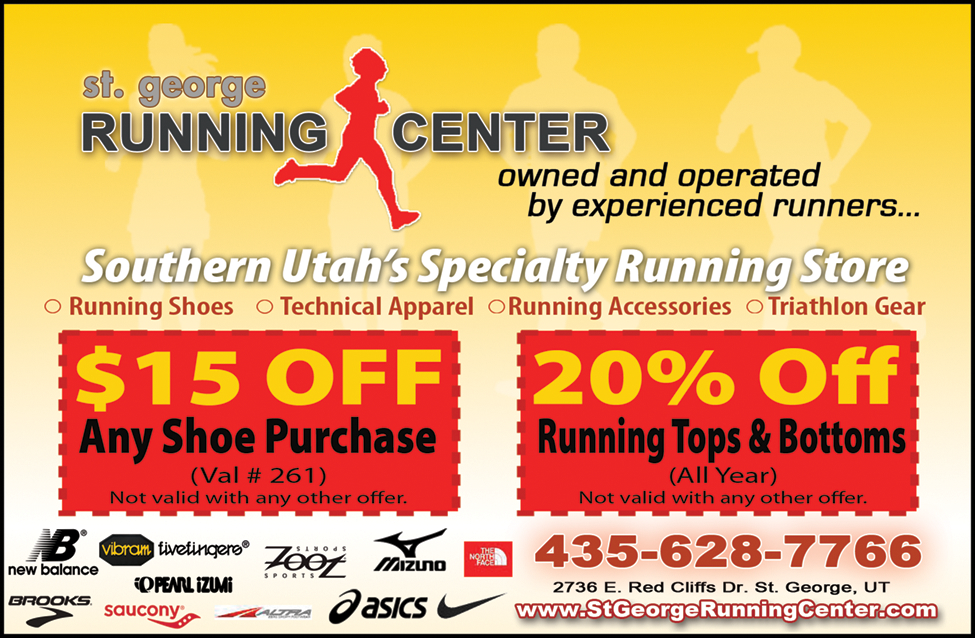 st. george
RUNNING CENTER
owned and operated
by experienced runners...
Southern Utah's Specialty Running Store
Running Shoes Technical Apparel Running Accessories Triathlon Gear
$15 OFF
Any Shoe Purchase
(Val # 261)
Not valid with any other offer.
20% Off
Running Tops & Bottoms
(All Year)
Not valid with any other offer.
NB
new balance
vibram fivefingers®
SPORTS
ZOOT
SPORTS
MIZUNO
THE
NORTH
FACE
PEARL iZUMi
BROOKS
saucony
ALTRA
asics
435-628-7766
2736 E. Red Cliffs Dr. St. George, UT
www.StGeorgeRunningCenter.com